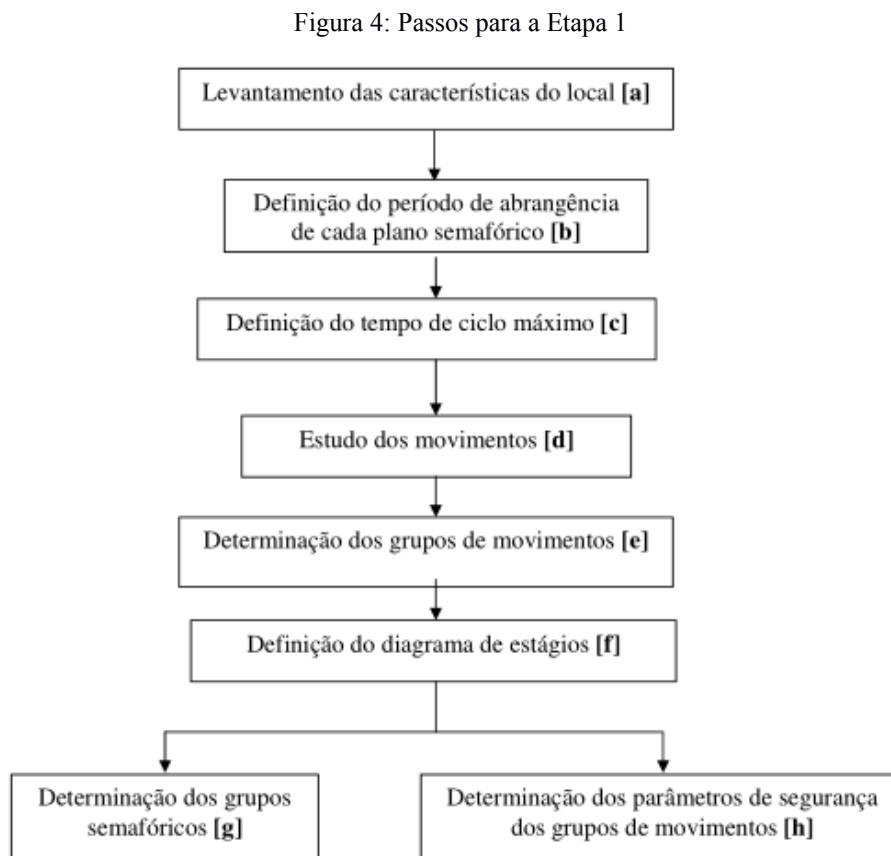 Figura 4: Passos para a Etapa 1
Levantamento das características do local [a]
Definição do período de abrangência
de cada plano semafórico [b]
Definição do tempo de ciclo máximo [c]
Estudo dos movimentos [d]
Determinação dos grupos de movimentos [e]
Definição do diagrama de estágios [f]
Determinação dos grupos
semafóricos [g]
Determinação dos parâmetros de segurança
dos grupos de movimentos [h]